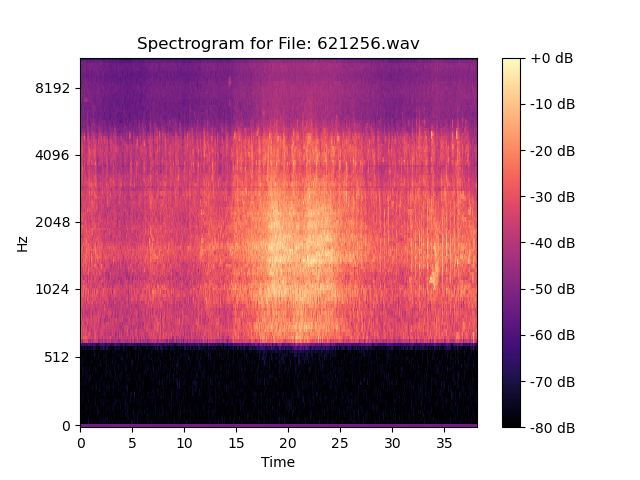 Spectrogram for File: 621256.wav
Hz
8192
4096
2048
1024
512
0
0 5 10 15 20 25 30 35
Time
+0 dB
-10 dB
-20 dB
-30 dB
-40 dB
-50 dB
-60 dB
-70 dB
-80 dB